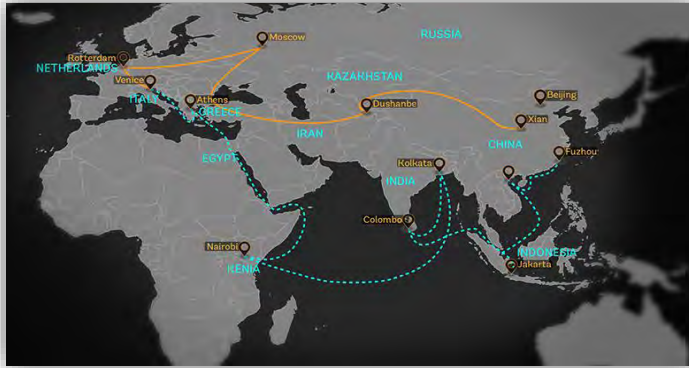 RUSSIA
Moscow
Rotterdam
NETHERLANDS
KAZAKHSTAN
Venice
ITALY
Athens
GREECE
Dushanbe
Beijing
Xian
IRAN
CHINA
Fuzhou
EGYPT
Kolkata
INDIA
Colombo
Nairobi
KENIA
INDONESIA
Jakarta